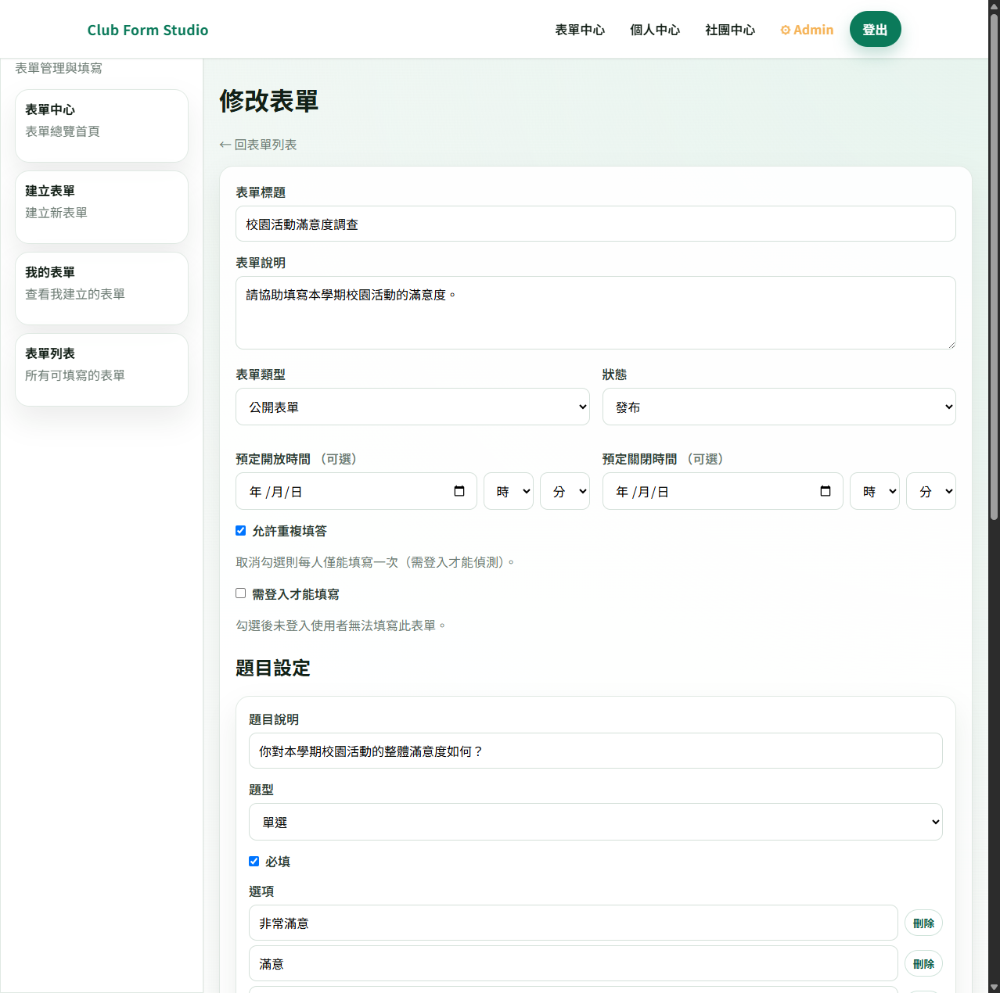 Club Form Studio
表單中心
個人中心
社團中心
⚙ Admin
登出
表單管理與填寫
表單中心
表單總覽首頁
建立表單
建立新表單
我的表單
查看我建立的表單
表單列表
所有可填寫的表單
修改表單
← 回表單列表
表單標題
校園活動滿意度調查
表單說明
請協助填寫本學期校園活動的滿意度。
表單類型
狀態
公開表單
發布
預定開放時間 （可選）
預定關閉時間 （可選）
年 /月/日
時
分
年 /月/日
時
分
允許重複填答
取消勾選則每人僅能填寫一次（需登入才能偵測）。
需登入才能填寫
勾選後未登入使用者無法填寫此表單。
題目設定
題目說明
你對本學期校園活動的整體滿意度如何？
題型
單選
必填
選項
非常滿意
刪除
滿意
刪除